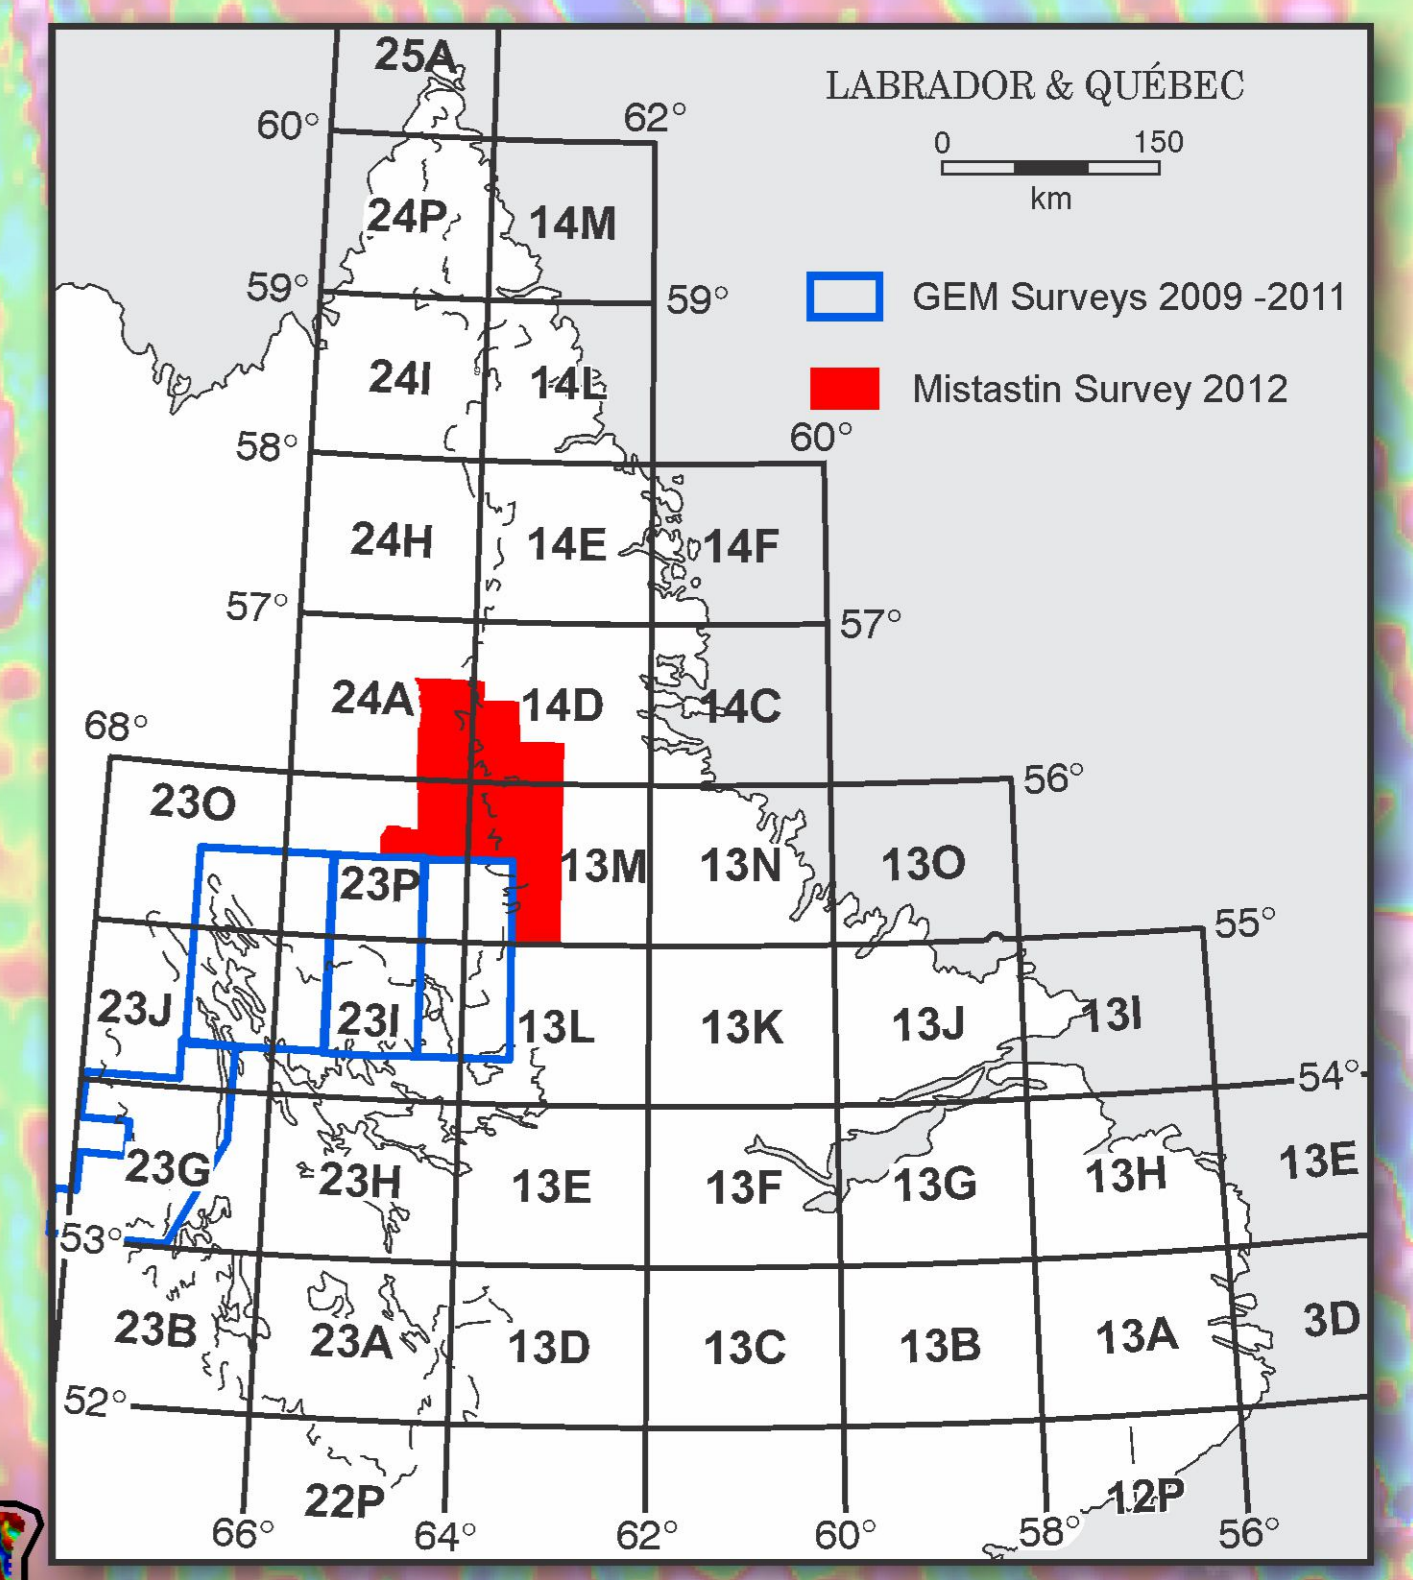 25A
LABRADOR & QUÉBEC
60°
62°
0 150
km
24P
14M
59°
59°
GEM Surveys 2009 -2011
24I
14L
Mistastin Survey 2012
58°
60°
24H
14E
14F
57°
57°
24A
14D
14C
68°
56°
23O
23P
13M
13N
13O
55°
23J
23I
13L
13K
13J
13I
54°
23G
23H
13E
13F
13G
13H
13E
53°
23B
23A
13D
13C
13B
13A
3D
52°
22P
12P
66°
64°
62°
60°
58°
56°